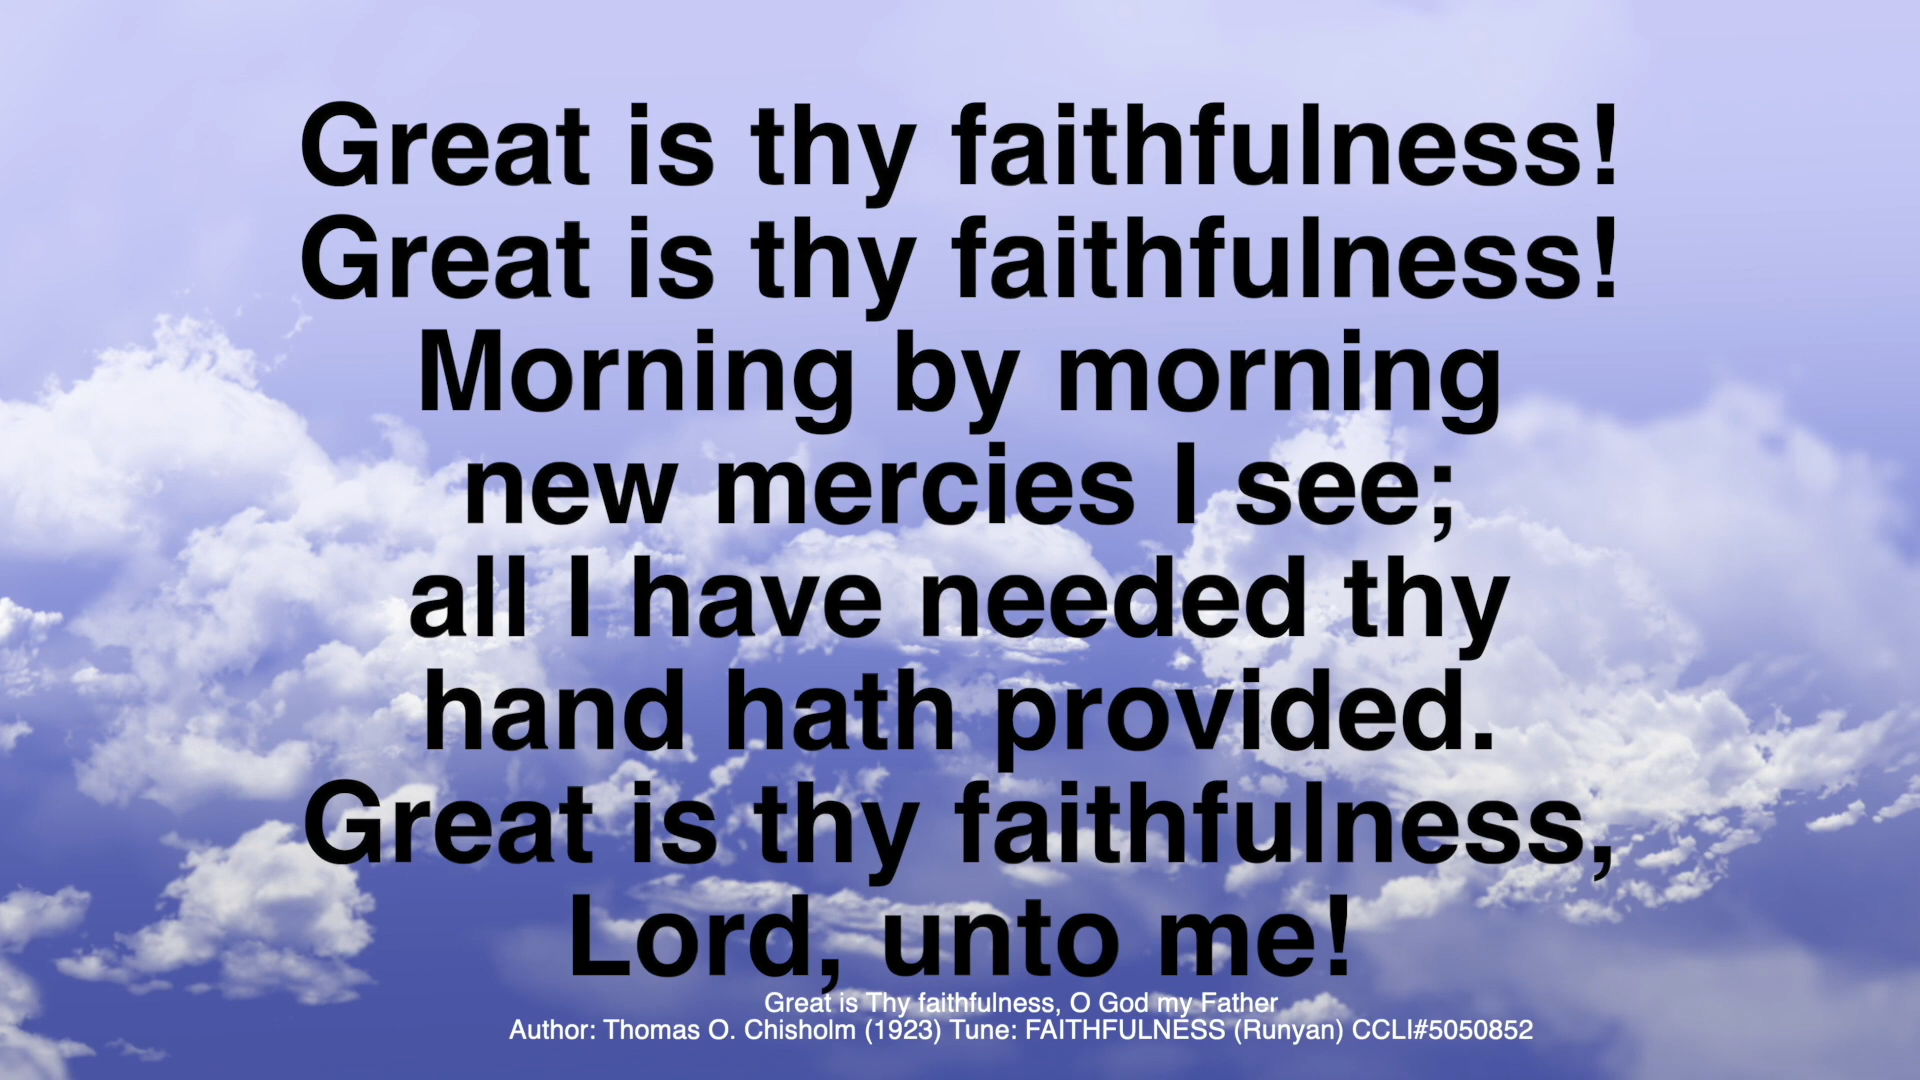 Great is thy faithfulness!
Great is thy faithfulness!
Morning by morning
new mercies I see;
all I have needed thy
hand hath provided.
Great is thy faithfulness,
Lord, unto me!
Great is Thy faithfulness, O God my Father
Author: Thomas O. Chisholm (1923) Tune: FAITHFULNESS (Runyan) CCLI#5050852